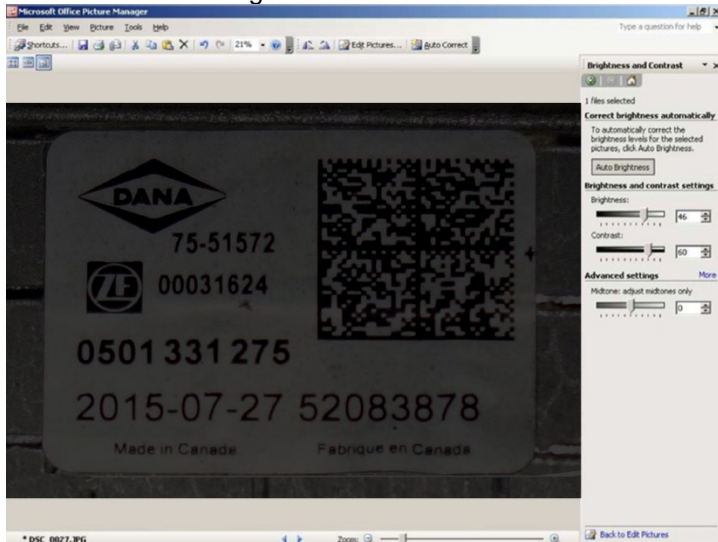 Microsoft Office Picture Manager
File Edit View Picture Tools Help
Type a question for help
Shortcuts... 21% Edit Pictures... Auto Correct
Brightness and Contrast
1 files selected
Correct brightness automatically
To automatically correct the
brightness levels for the selected
pictures, click Auto Brightness.
Auto Brightness
Brightness and contrast settings
Brightness:
46
Contrast:
60
Advanced settings More
Midtone: adjust midtones only
0
DANA
75-51572
ZF 00031624
0501 331 275
2015-07-27 52083878
Made in Canada Fabrique en Canada
* DSC_0027.JPG Zoom:
Back to Edit Pictures